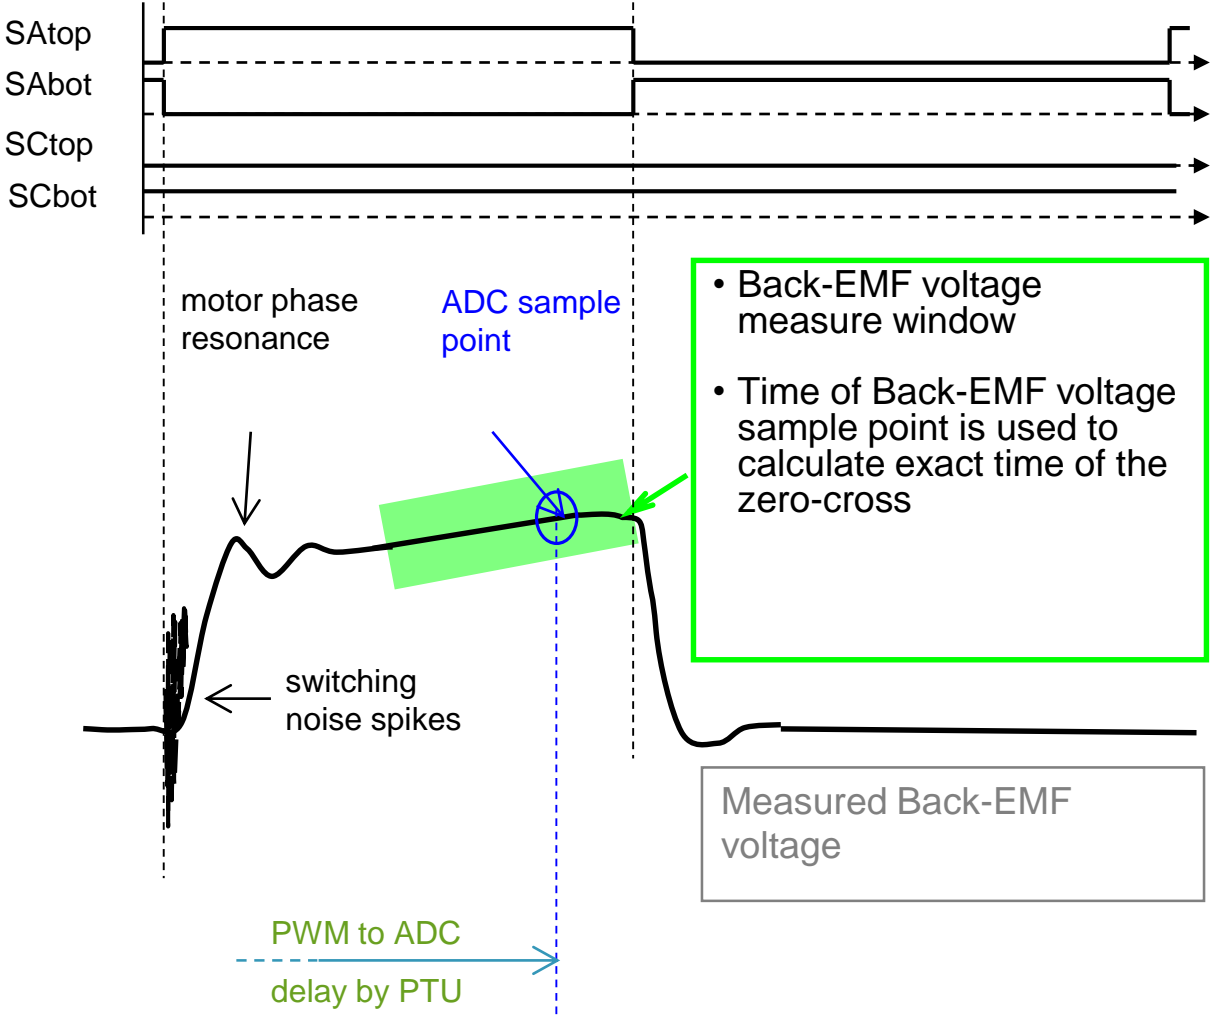 SAtop
SAbot
SCtop
SCbot
motor phase
resonance
ADC sample
point
• Back-EMF voltage
measure window
• Time of Back-EMF voltage
sample point is used to
calculate exact time of the
zero-cross
switching
noise spikes
Measured Back-EMF
voltage
PWM to ADC
delay by PTU